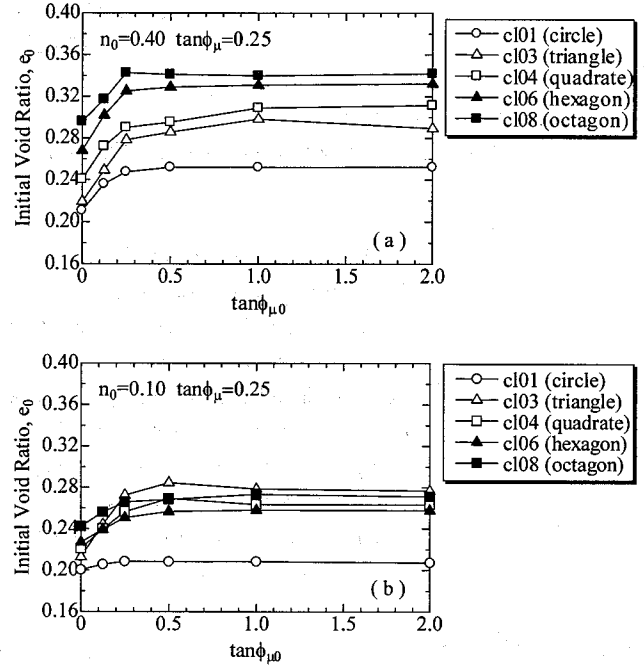 0.40
n₀=0.40 tanϕμ=0.25
0.36
0.32
0.28
0.24
0.20
0.16
Initial Void Ratio, e₀
0 0.5 1.0 1.5 2.0
tanϕμ0
( a )
cl01 (circle)
cl03 (triangle)
cl04 (quadrate)
cl06 (hexagon)
cl08 (octagon)
0.40
n₀=0.10 tanϕμ=0.25
0.36
0.32
0.28
0.24
0.20
0.16
Initial Void Ratio, e₀
0 0.5 1.0 1.5 2.0
tanϕμ0
( b )
cl01 (circle)
cl03 (triangle)
cl04 (quadrate)
cl06 (hexagon)
cl08 (octagon)